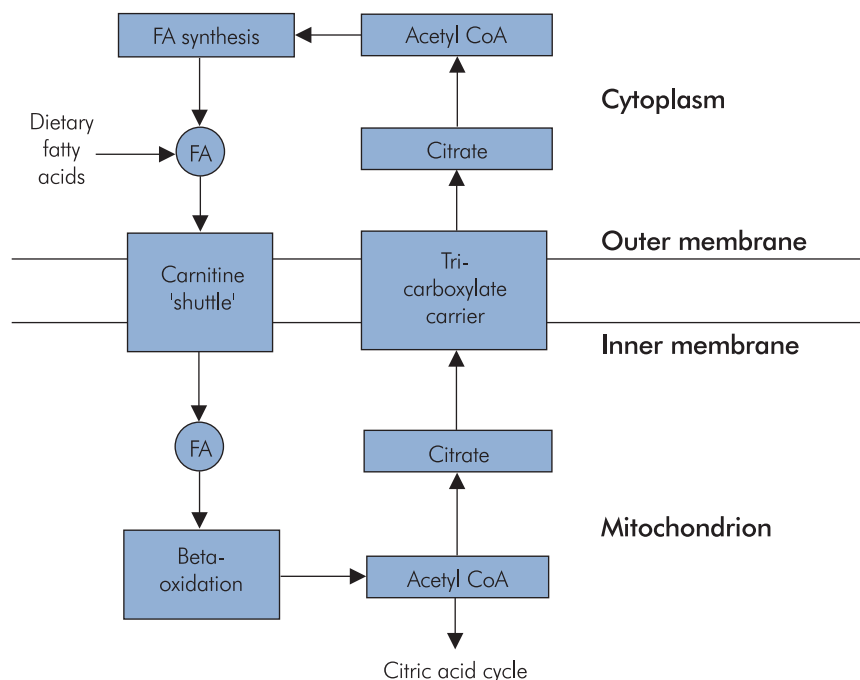 FA synthesis
Acetyl CoA
Cytoplasm
Dietary
fatty
acids
FA
Citrate
Outer membrane
Carnitine
'shuttle'
Tri-
carboxylate
carrier
Inner membrane
FA
Citrate
Mitochondrion
Beta-
oxidation
Acetyl CoA
Citric acid cycle